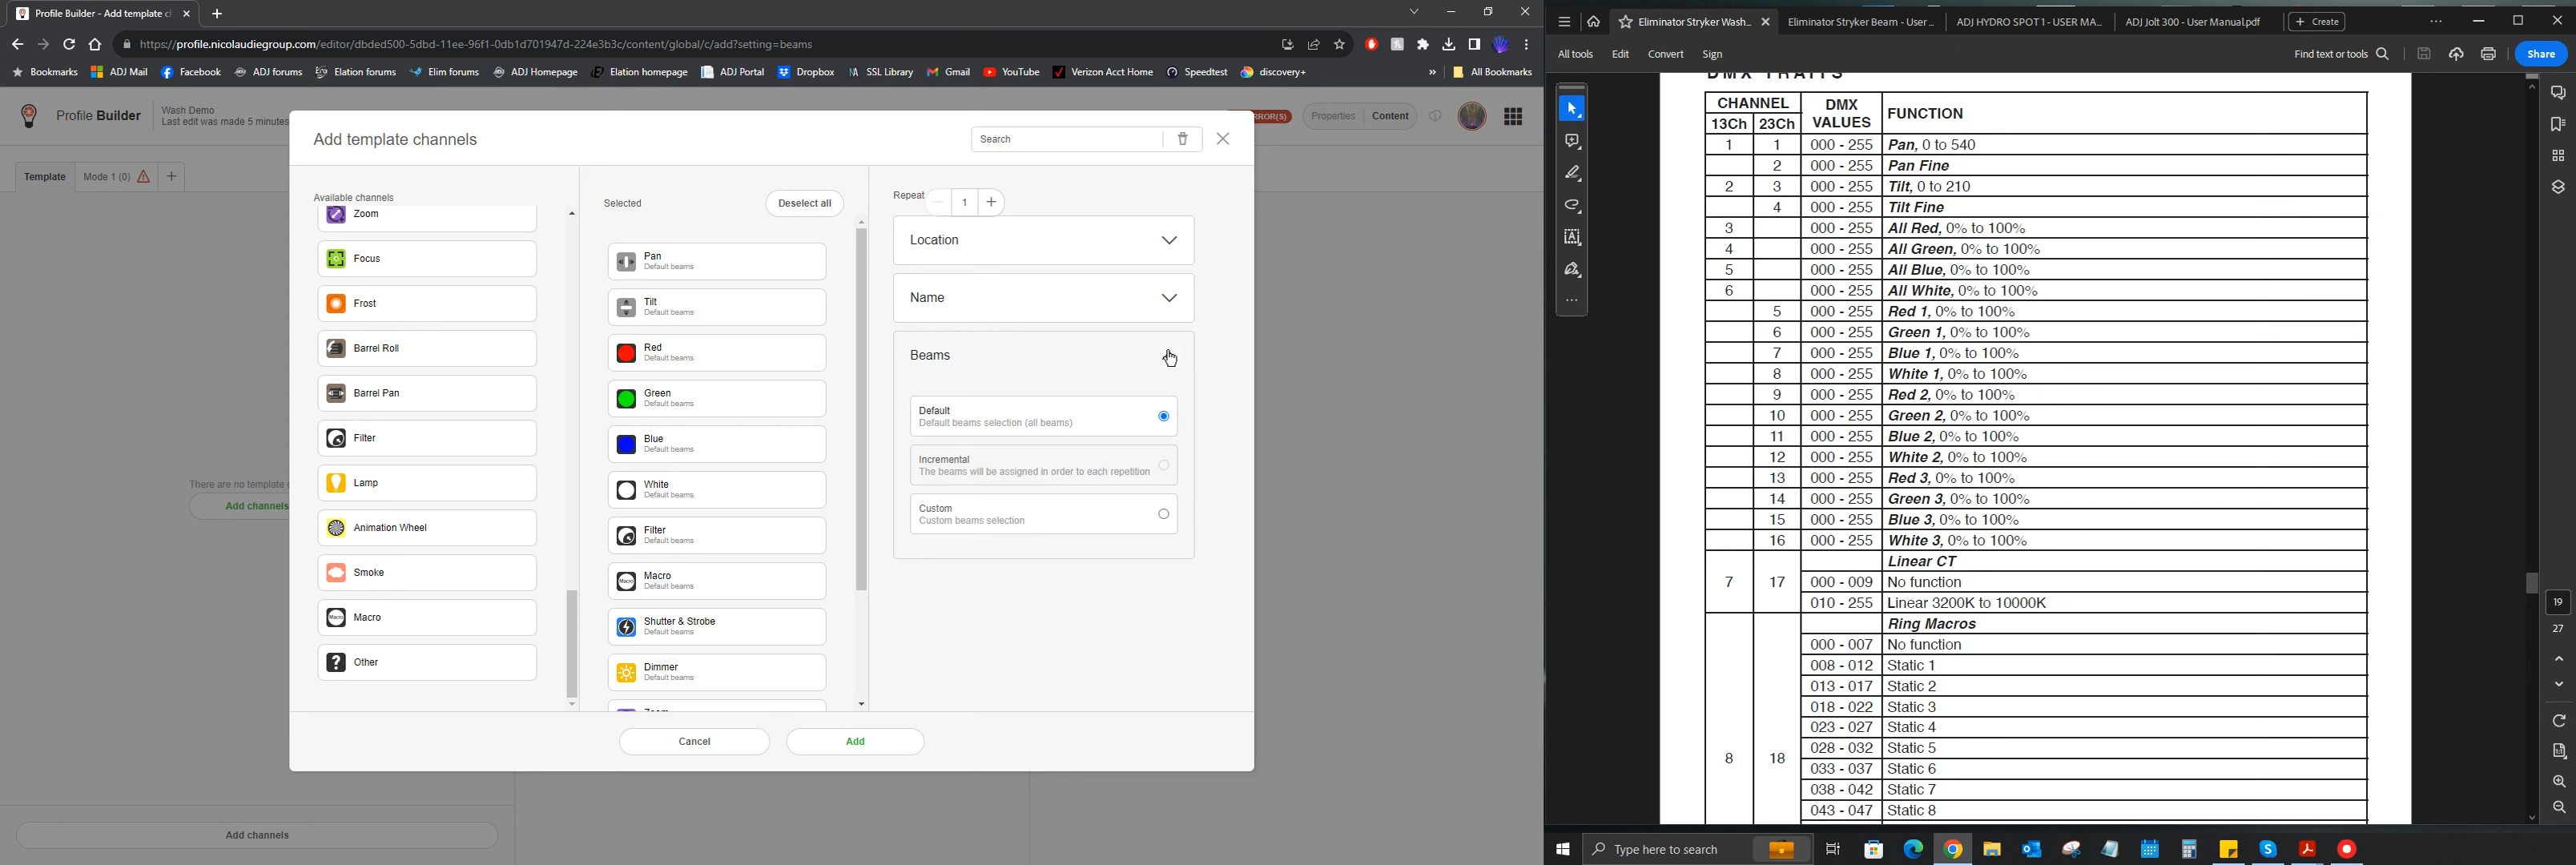 Profile Builder - Add template ch
https://profile.nicolaudiegroup.com/editor/dbded500-5dbd-11ee-96f1-0db1d701947d-224e3b3c/content/global/c/add?setting=beams
Bookmarks ADJ Mail Facebook ADJ forums Elation forums Elim forums ADJ Homepage Elation homepage ADJ Portal Dropbox SSL Library Gmail YouTube Verizon Acct Home Speedtest discovery+ » All Bookmarks
Profile Builder
Wash Demo
Last edit was made 5 minutes
RROR(S)
Properties Content
Template Mode 1 (0) +
There are no template
Add channels
Add channels
Add template channels
Search
Available channels
Zoom
Focus
Frost
Barrel Roll
Barrel Pan
Filter
Lamp
Animation Wheel
Smoke
Macro
Macro
? Other
Selected
Deselect all
Pan
Default beams
Tilt
Default beams
Red
Default beams
Green
Default beams
Blue
Default beams
White
Default beams
Filter
Default beams
Macro
Macro
Default beams
Shutter & Strobe
Default beams
Dimmer
Default beams
Zoom
Repeat − 1 +
Location
Name
Beams
Default
Default beams selection (all beams)
Incremental
The beams will be assigned in order to each repetition
Custom
Custom beams selection
Cancel
Add
Eliminator Stryker Wash... Eliminator Stryker Beam - User ... ADJ HYDRO SPOT 1 - USER MA... ADJ Jolt 300 - User Manual.pdf + Create
All tools Edit Convert Sign
Find text or tools
Share
DMX TRAITS
CHANNEL DMX VALUES FUNCTION
13Ch 23Ch
1 1 000 - 255 Pan, 0 to 540
2 000 - 255 Pan Fine
2 3 000 - 255 Tilt, 0 to 210
4 000 - 255 Tilt Fine
3 000 - 255 All Red, 0% to 100%
4 000 - 255 All Green, 0% to 100%
5 000 - 255 All Blue, 0% to 100%
6 000 - 255 All White, 0% to 100%
5 000 - 255 Red 1, 0% to 100%
6 000 - 255 Green 1, 0% to 100%
7 000 - 255 Blue 1, 0% to 100%
8 000 - 255 White 1, 0% to 100%
9 000 - 255 Red 2, 0% to 100%
10 000 - 255 Green 2, 0% to 100%
11 000 - 255 Blue 2, 0% to 100%
12 000 - 255 White 2, 0% to 100%
13 000 - 255 Red 3, 0% to 100%
14 000 - 255 Green 3, 0% to 100%
15 000 - 255 Blue 3, 0% to 100%
16 000 - 255 White 3, 0% to 100%
Linear CT
7 17 000 - 009 No function
010 - 255 Linear 3200K to 10000K
Ring Macros
000 - 007 No function
008 - 012 Static 1
013 - 017 Static 2
018 - 022 Static 3
023 - 027 Static 4
028 - 032 Static 5
8 18
033 - 037 Static 6
038 - 042 Static 7
043 - 047 Static 8
19
27
Type here to search